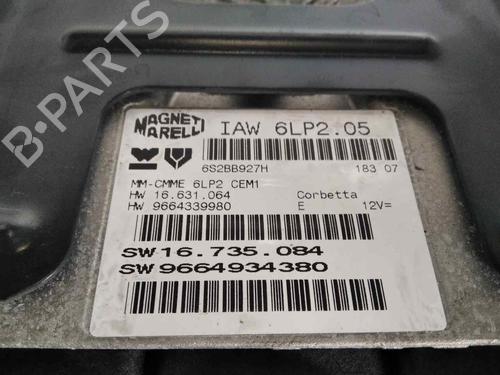 B-PARTS
MAGNETI
MARELLI
IAW 6LP2.05
6S2BB927H 183 07
MM-CMME 6LP2 CEM1
HW 16.631.064 Corbetta
HW 9664339980 E 12V=
SW16.735.084
SW9664934380